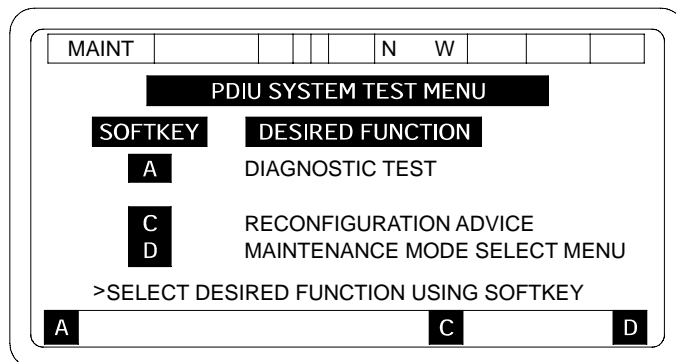 MAINT N W
PDIU SYSTEM TEST MENU
SOFTKEY DESIRED FUNCTION
A DIAGNOSTIC TEST
C RECONFIGURATION ADVICE
D MAINTENANCE MODE SELECT MENU
>SELECT DESIRED FUNCTION USING SOFTKEY
A C D